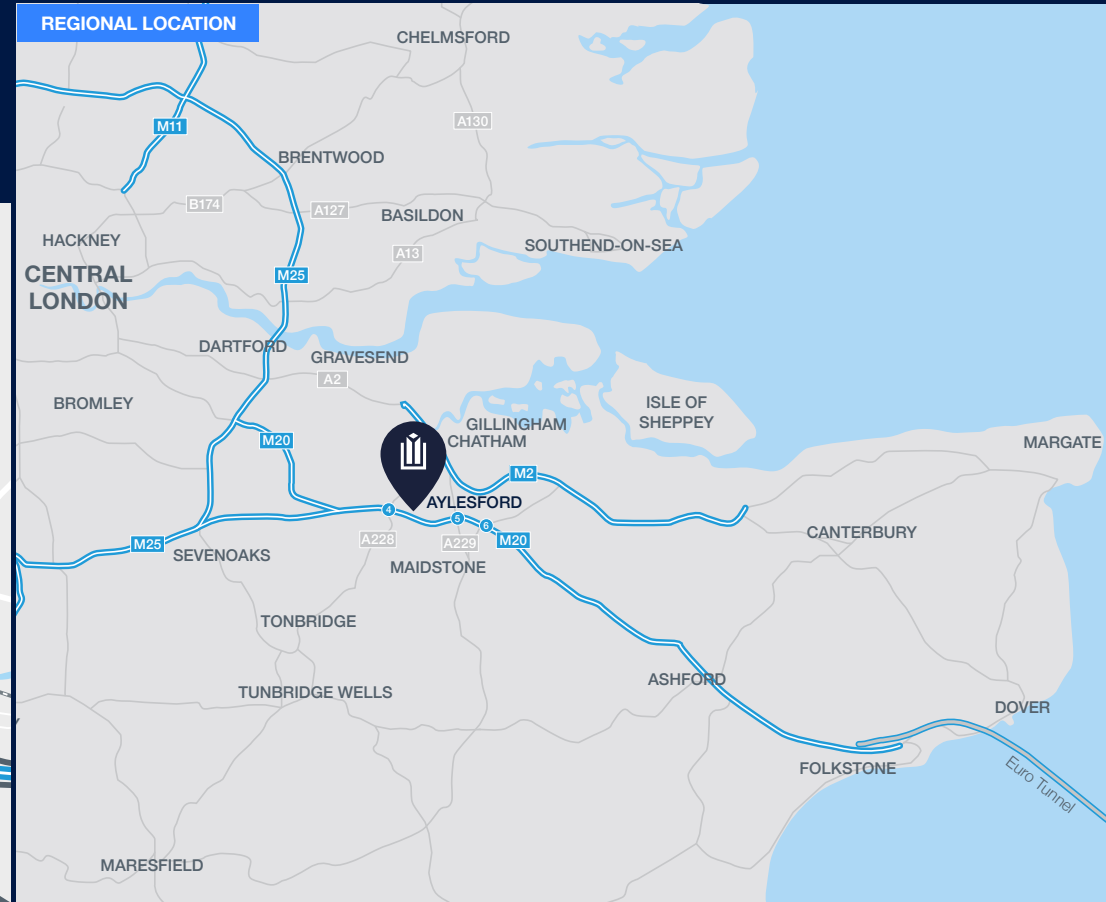 REGIONAL LOCATION
CHELMSFORD
A130
M11
BRENTWOOD
B174
A127
BASILDON
HACKNEY
SOUTHEND-ON-SEA
A13
CENTRAL
LONDON
M25
DARTFORD
GRAVESEND
A2
BROMLEY
ISLE OF
SHEPPEY
GILLINGHAM
CHATHAM
M20
MARGATE
M2
AYLESFORD
4
5
6
CANTERBURY
A228
A229
M20
M25
SEVENOAKS
MAIDSTONE
TONBRIDGE
ASHFORD
TUNBRIDGE WELLS
DOVER
FOLKSTONE
Euro Tunnel
MARESFIELD